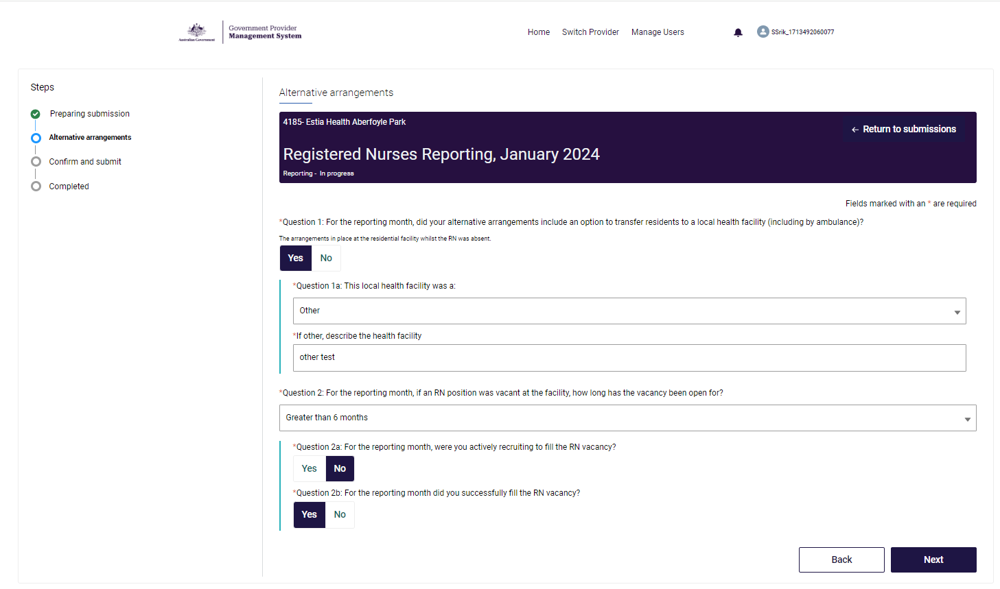 Australian Government
Government Provider
Management System
Home
Switch Provider
Manage Users
SSrik_1713492060077
Steps
Preparing submission
Alternative arrangements
Confirm and submit
Completed
Alternative arrangements
4185- Estia Health Aberfoyle Park
← Return to submissions
Registered Nurses Reporting, January 2024
Reporting - In progress
Fields marked with an * are required
*Question 1: For the reporting month, did your alternative arrangements include an option to transfer residents to a local health facility (including by ambulance)?
The arrangements in place at the residential facility whilst the RN was absent.
Yes No
*Question 1a: This local health facility was a:
Other
*If other, describe the health facility
other test
*Question 2: For the reporting month, if an RN position was vacant at the facility, how long has the vacancy been open for?
Greater than 6 months
*Question 2a: For the reporting month, were you actively recruiting to fill the RN vacancy?
Yes No
*Question 2b: For the reporting month did you successfully fill the RN vacancy?
Yes No
Back Next